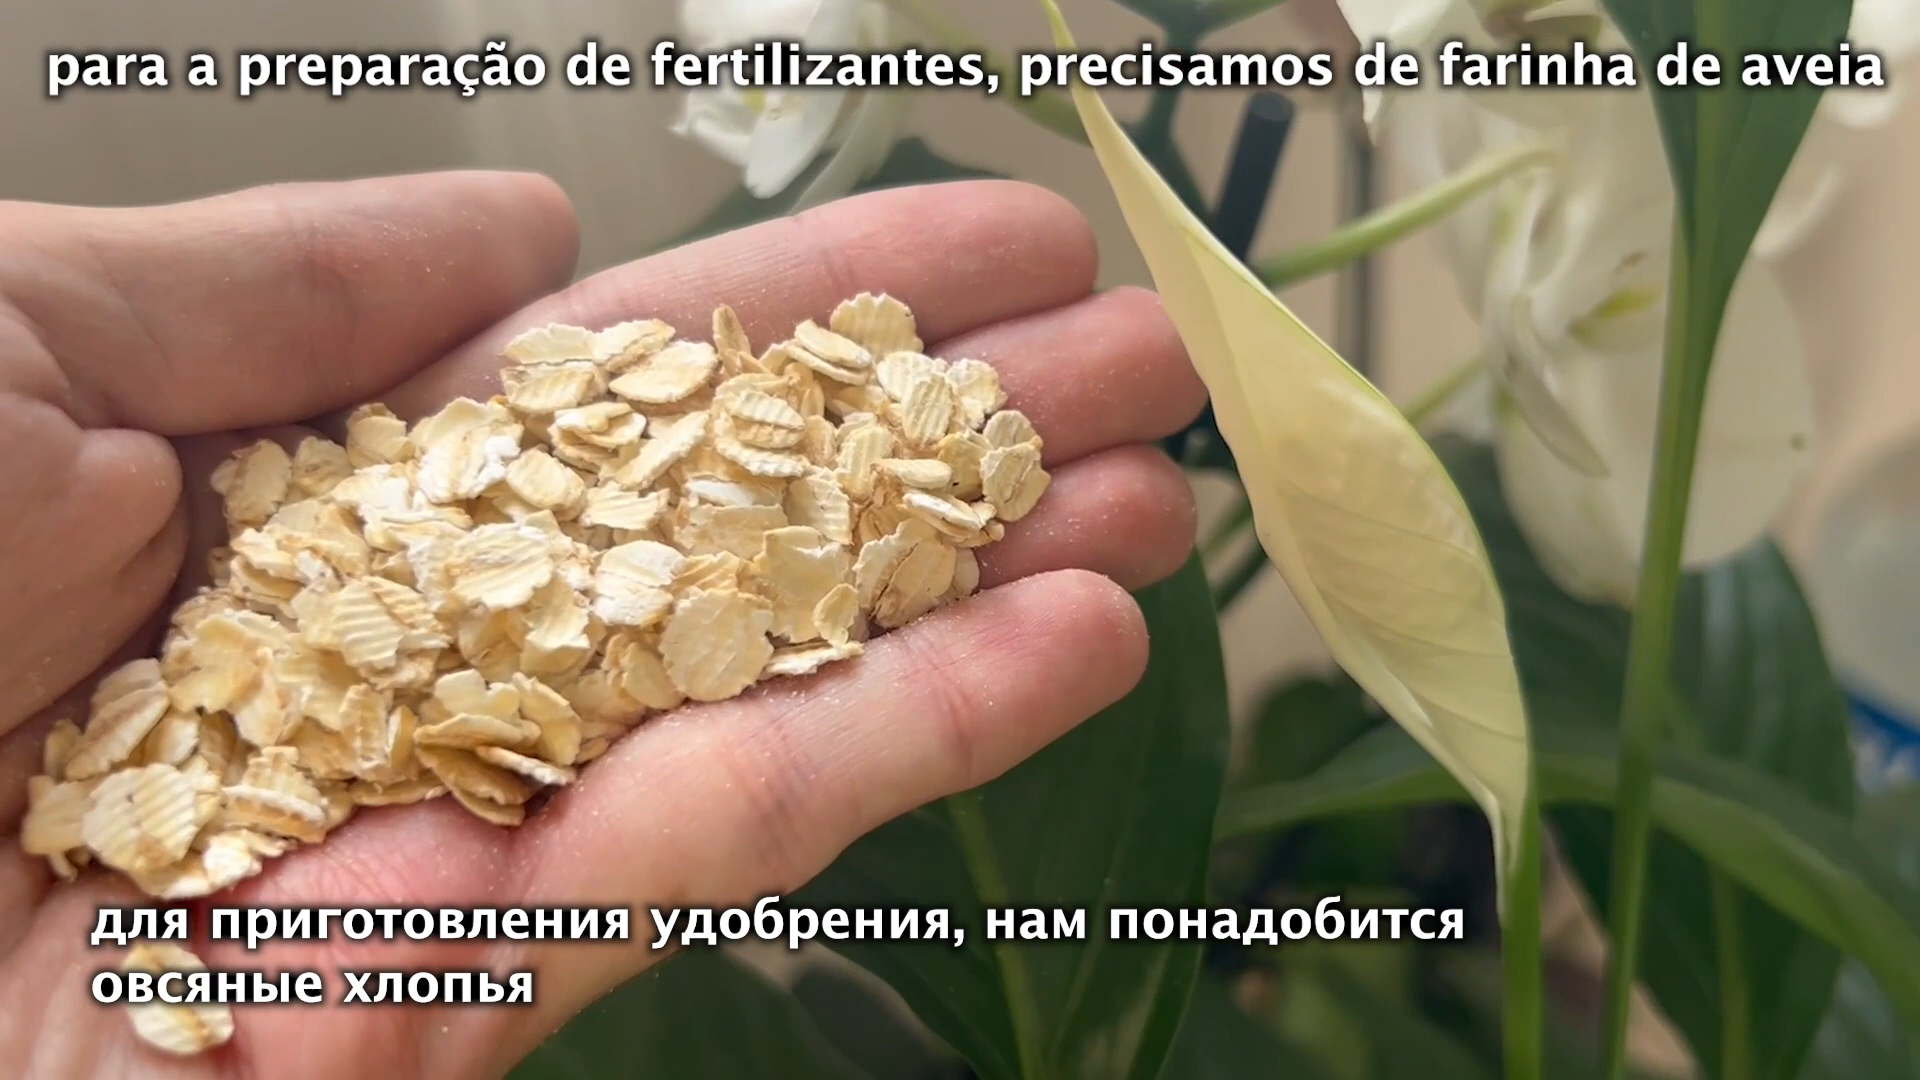 para a preparação de fertilizantes, precisamos de farinha de aveia
для приготовления удобрения, нам понадобится
овсяные хлопья